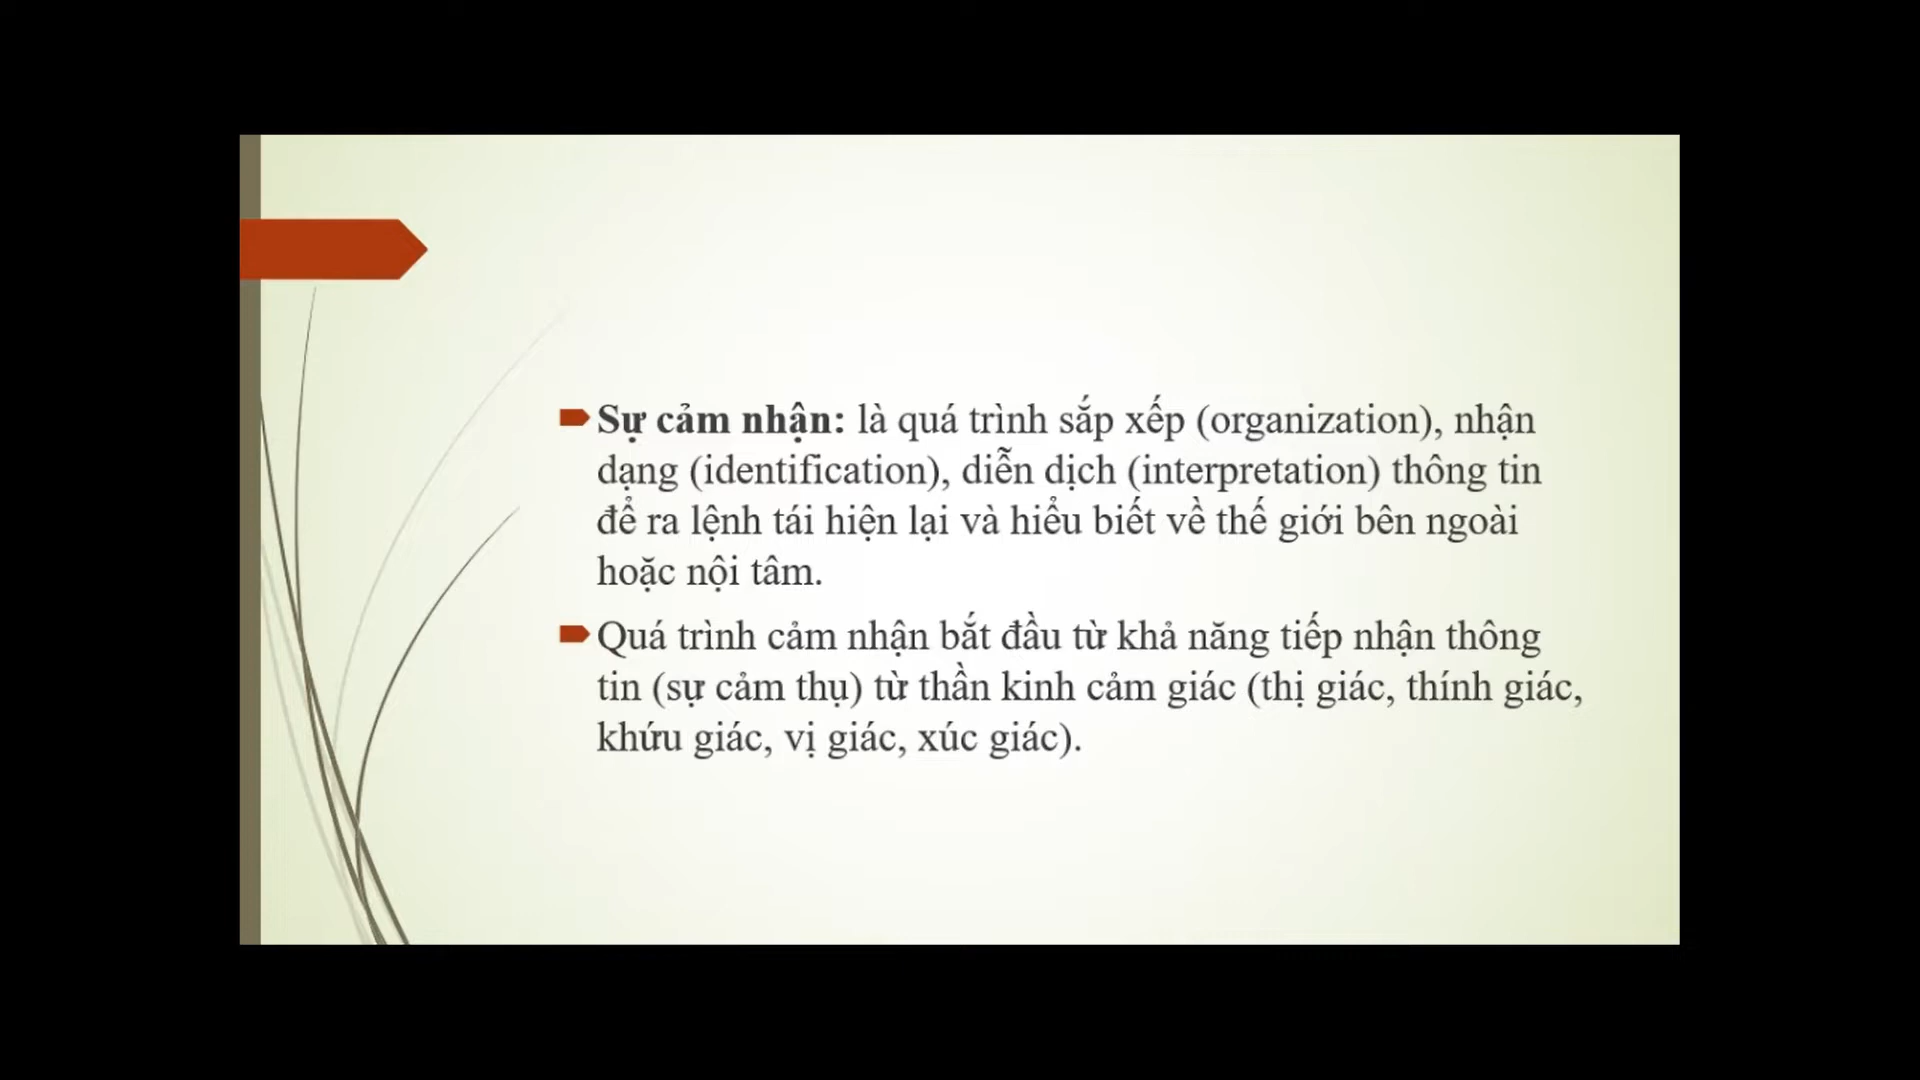 Sự cảm nhận: là quá trình sắp xếp (organization), nhận
dạng (identification), diễn dịch (interpretation) thông tin
để ra lệnh tái hiện lại và hiểu biết về thế giới bên ngoài
hoặc nội tâm.
Quá trình cảm nhận bắt đầu từ khả năng tiếp nhận thông
tin (sự cảm thụ) từ thần kinh cảm giác (thị giác, thính giác,
khứu giác, vị giác, xúc giác).